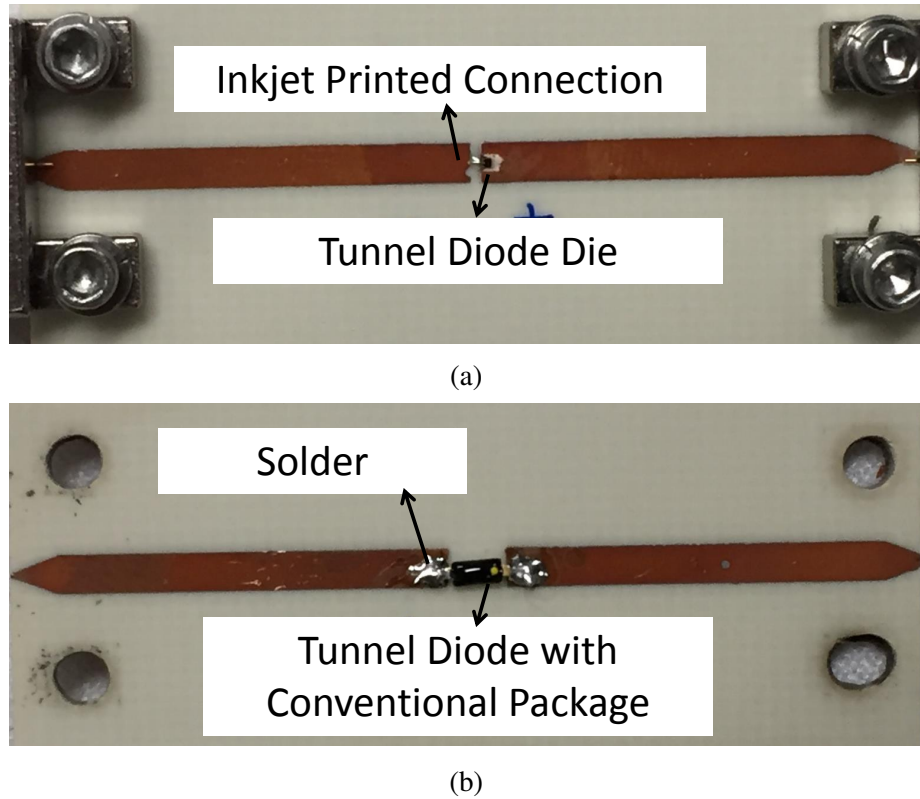 Inkjet Printed Connection
Tunnel Diode Die
(a)
Solder
Tunnel Diode with
Conventional Package
(b)